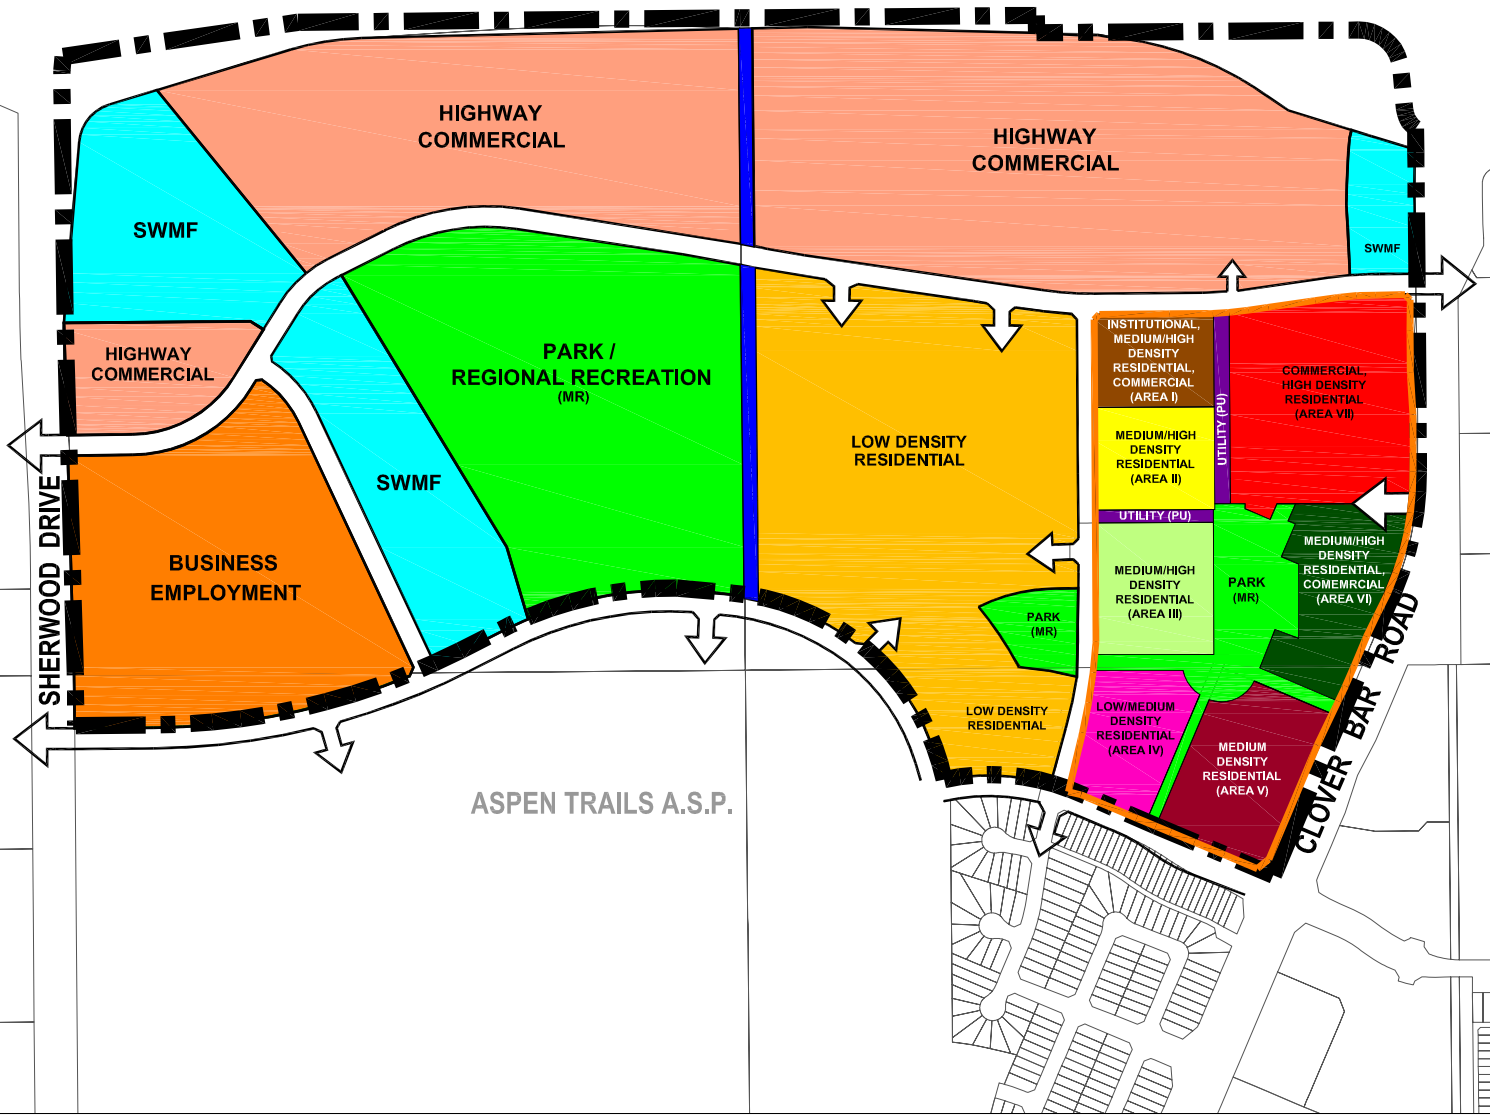 HIGHWAY
COMMERCIAL
HIGHWAY
COMMERCIAL
SWMF
SWMF
HIGHWAY
COMMERCIAL
PARK /
REGIONAL RECREATION
(MR)
SWMF
BUSINESS
EMPLOYMENT
LOW DENSITY
RESIDENTIAL
INSTITUTIONAL,
MEDIUM/HIGH
DENSITY
RESIDENTIAL,
COMMERCIAL
(AREA I)
UTILITY (PU)
COMMERCIAL,
HIGH DENSITY
RESIDENTIAL
(AREA VII)
MEDIUM/HIGH
DENSITY
RESIDENTIAL
(AREA II)
UTILITY (PU)
MEDIUM/HIGH
DENSITY
RESIDENTIAL
(AREA III)
PARK
(MR)
MEDIUM/HIGH
DENSITY
RESIDENTIAL,
COMEMRCIAL
(AREA VI)
PARK
(MR)
LOW DENSITY
RESIDENTIAL
LOW/MEDIUM
DENSITY
RESIDENTIAL
(AREA IV)
MEDIUM
DENSITY
RESIDENTIAL
(AREA V)
SHERWOOD DRIVE
CLOVER BAR ROAD
ASPEN TRAILS A.S.P.